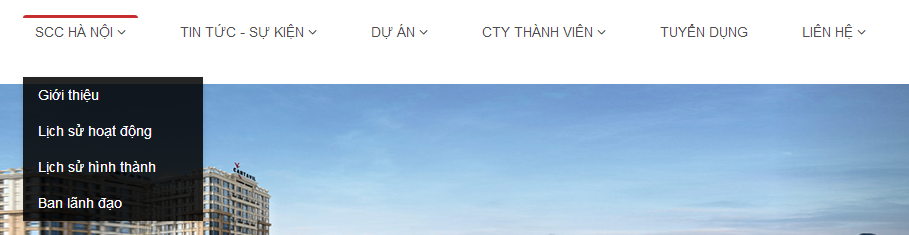 SCC HÀ NỘI TIN TỨC - SỰ KIỆN DỰ ÁN CTY THÀNH VIÊN TUYỂN DỤNG LIÊN HỆ
Giới thiệu
Lịch sử hoạt động
Lịch sử hình thành
Ban lãnh đạo